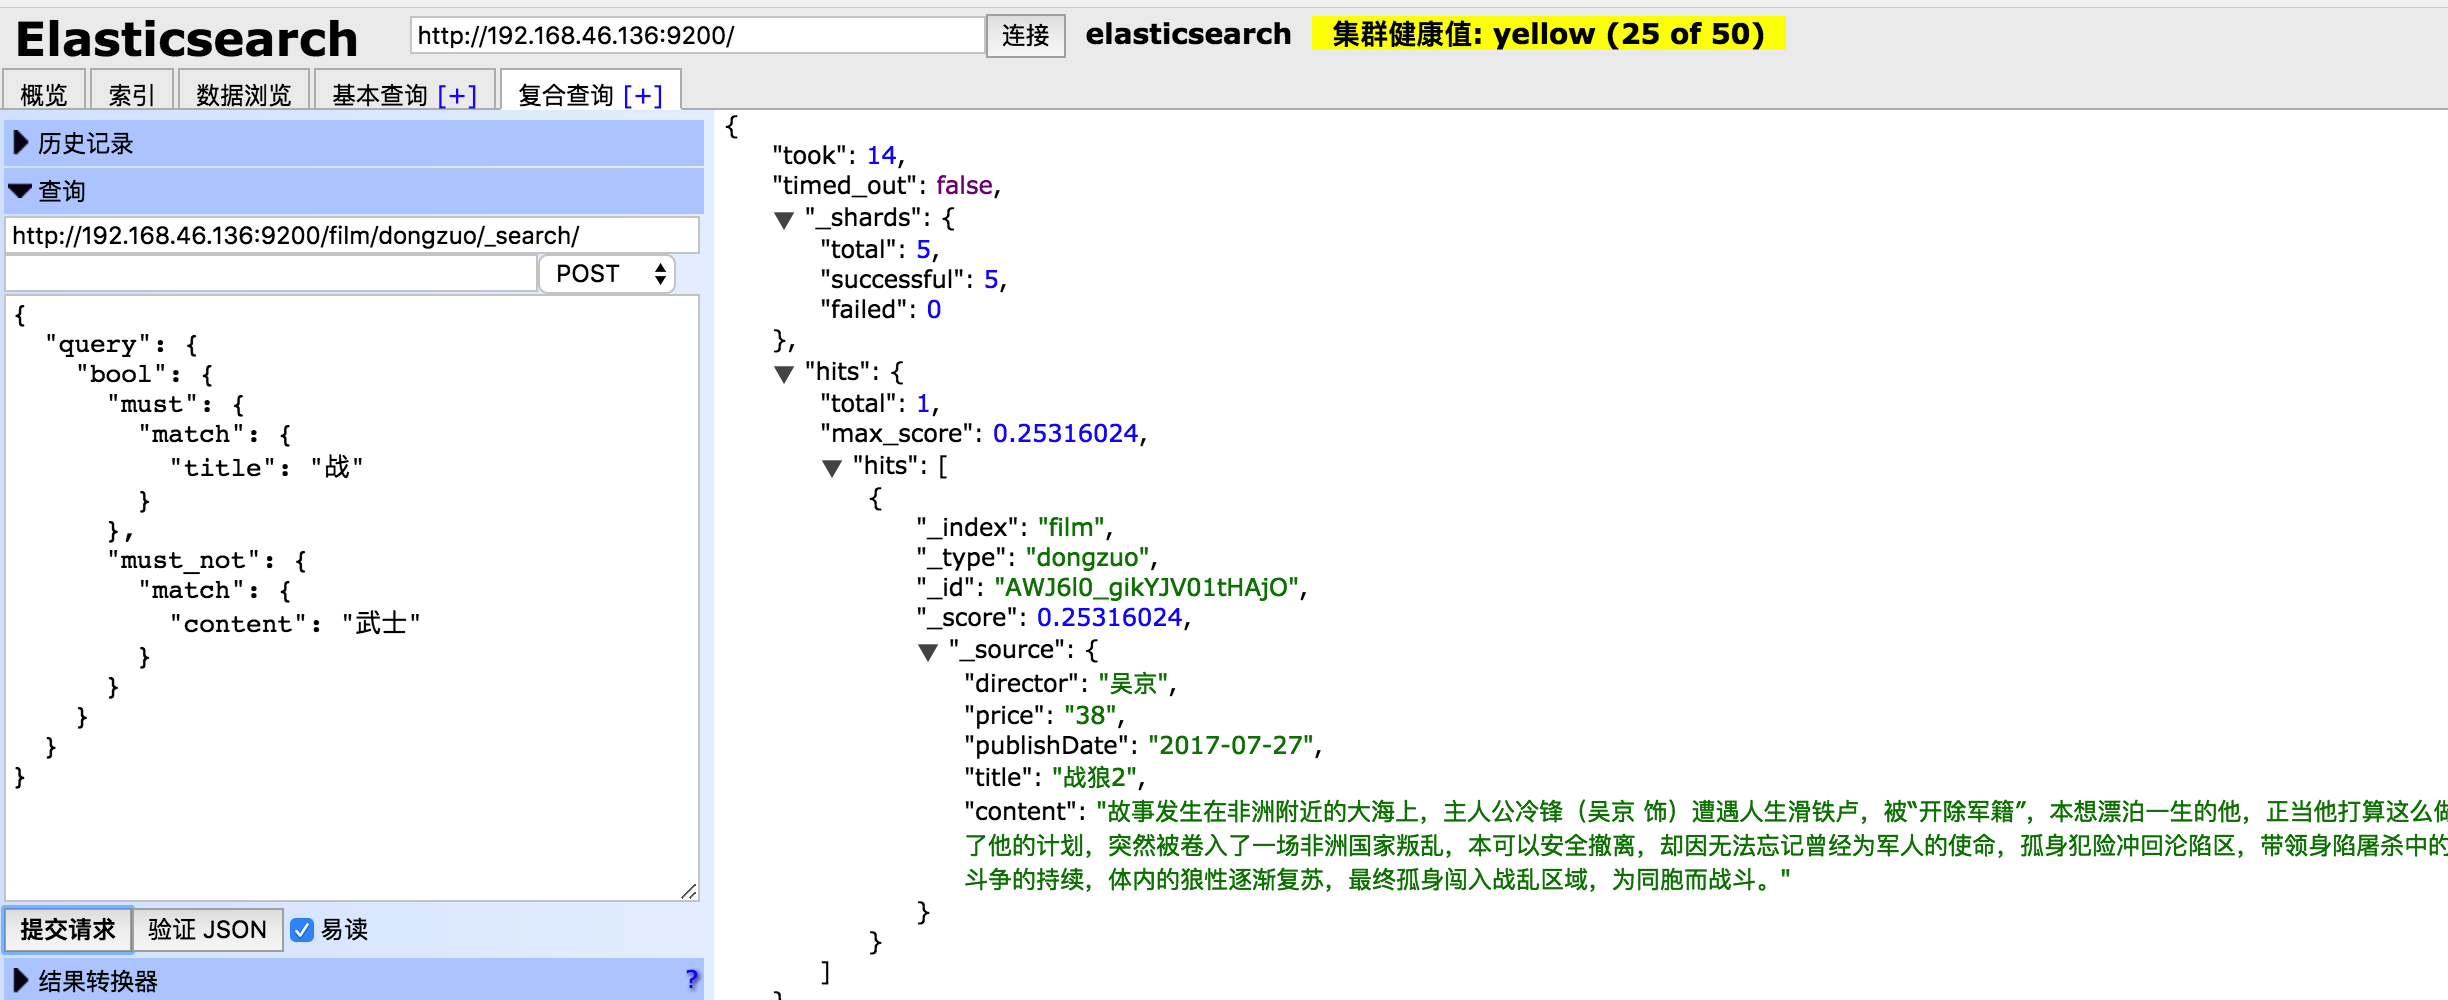 Elasticsearch http://192.168.46.136:9200/ 连接 elasticsearch 集群健康值: yellow (25 of 50)
概览 索引 数据浏览 基本查询 [+] 复合查询 [+]
历史记录
查询
http://192.168.46.136:9200/film/dongzuo/_search/
POST
{
"query": {
"bool": {
"must": {
"match": {
"title": "战"
}
},
"must_not": {
"match": {
"content": "武士"
}
}
}
}
}
提交请求 验证 JSON 易读
结果转换器 ?
{
"took": 14,
"timed_out": false,
"_shards": {
"total": 5,
"successful": 5,
"failed": 0
},
"hits": {
"total": 1,
"max_score": 0.25316024,
"hits": [
{
"_index": "film",
"_type": "dongzuo",
"_id": "AWJ6l0_gikYJV01tHAjO",
"_score": 0.25316024,
"_source": {
"director": "吴京",
"price": "38",
"publishDate": "2017-07-27",
"title": "战狼2",
"content": "故事发生在非洲附近的大海上，主人公冷锋（吴京 饰）遭遇人生滑铁卢，被“开除军籍”，本想漂泊一生的他，正当他打算这么做
了他的计划，突然被卷入了一场非洲国家叛乱，本可以安全撤离，却因无法忘记曾经为军人的使命，孤身犯险冲回沦陷区，带领身陷屠杀中的
斗争的持续，体内的狼性逐渐复苏，最终孤身闯入战乱区域，为同胞而战斗。"
}
}
]